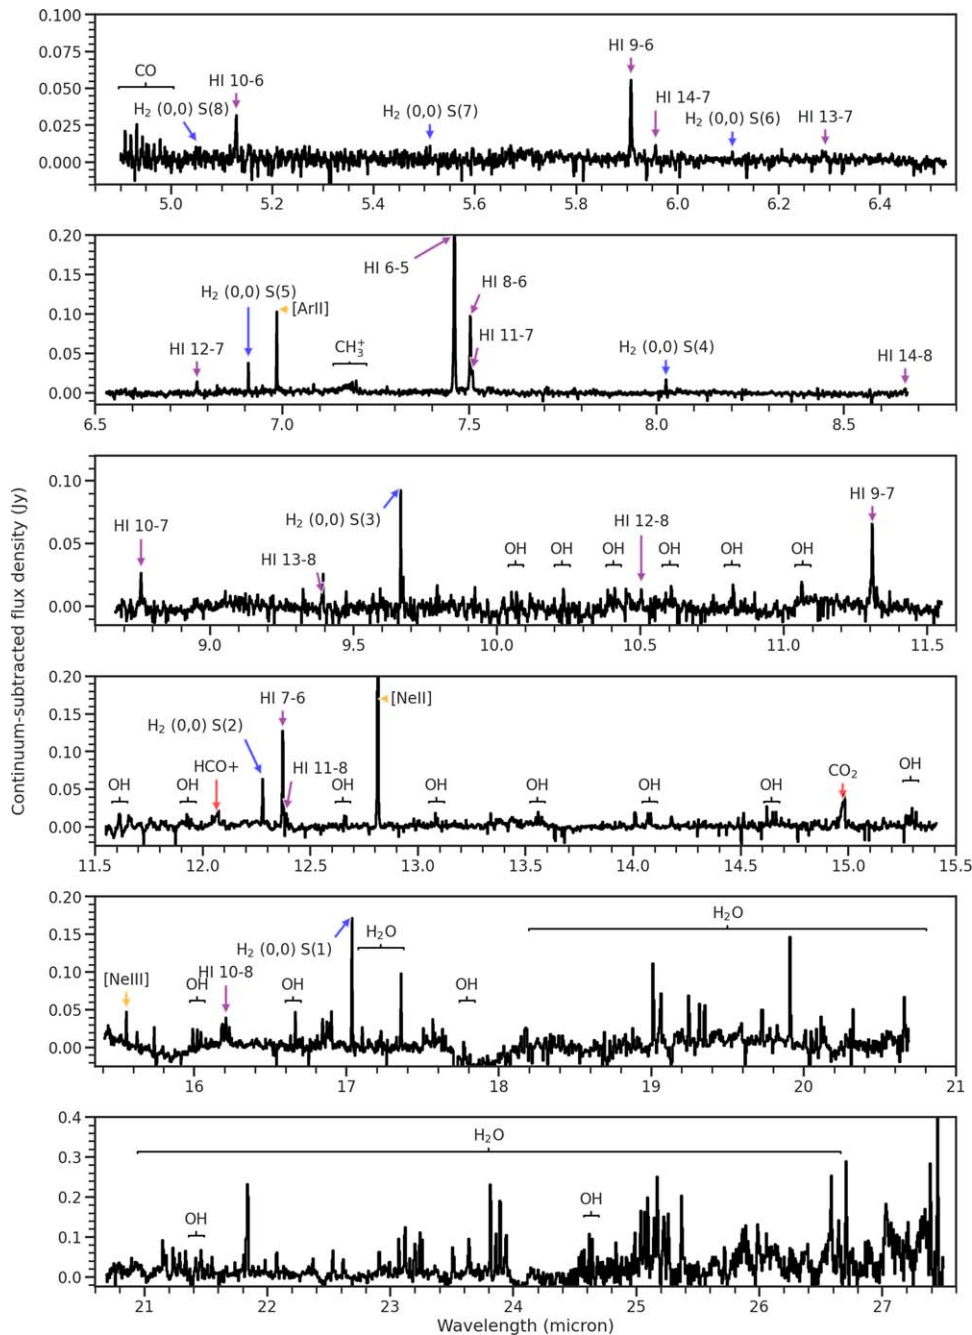 Continuum-subtracted flux density (Jy)
0.100
0.075
0.050
0.025
0.000
CO
HI 10-6
H₂ (0,0) S(8)
H₂ (0,0) S(7)
HI 9-6
HI 14-7
H₂ (0,0) S(6)
HI 13-7
5.0 5.2 5.4 5.6 5.8 6.0 6.2 6.4
0.20
0.15
0.10
0.05
0.00
HI 12-7
H₂ (0,0) S(5)
[ArII]
CH₃⁺
HI 6-5
HI 8-6
HI 11-7
H₂ (0,0) S(4)
HI 14-8
6.5 7.0 7.5 8.0 8.5
0.10
0.05
0.00
HI 10-7
HI 13-8
H₂ (0,0) S(3)
OH OH OH OH OH OH
HI 12-8
HI 9-7
9.0 9.5 10.0 10.5 11.0 11.5
0.20
0.15
0.10
0.05
0.00
OH OH
HCO+
H₂ (0,0) S(2)
HI 7-6
HI 11-8
OH
[NeII]
OH OH OH OH
CO₂
OH
11.5 12.0 12.5 13.0 13.5 14.0 14.5 15.0 15.5
0.20
0.15
0.10
0.05
0.00
[NeIII]
OH
HI 10-8
OH
H₂ (0,0) S(1)
H₂O
OH
H₂O
16 17 18 19 20 21
0.4
0.3
0.2
0.1
0.0
H₂O
OH
OH
21 22 23 24 25 26 27
Wavelength (micron)